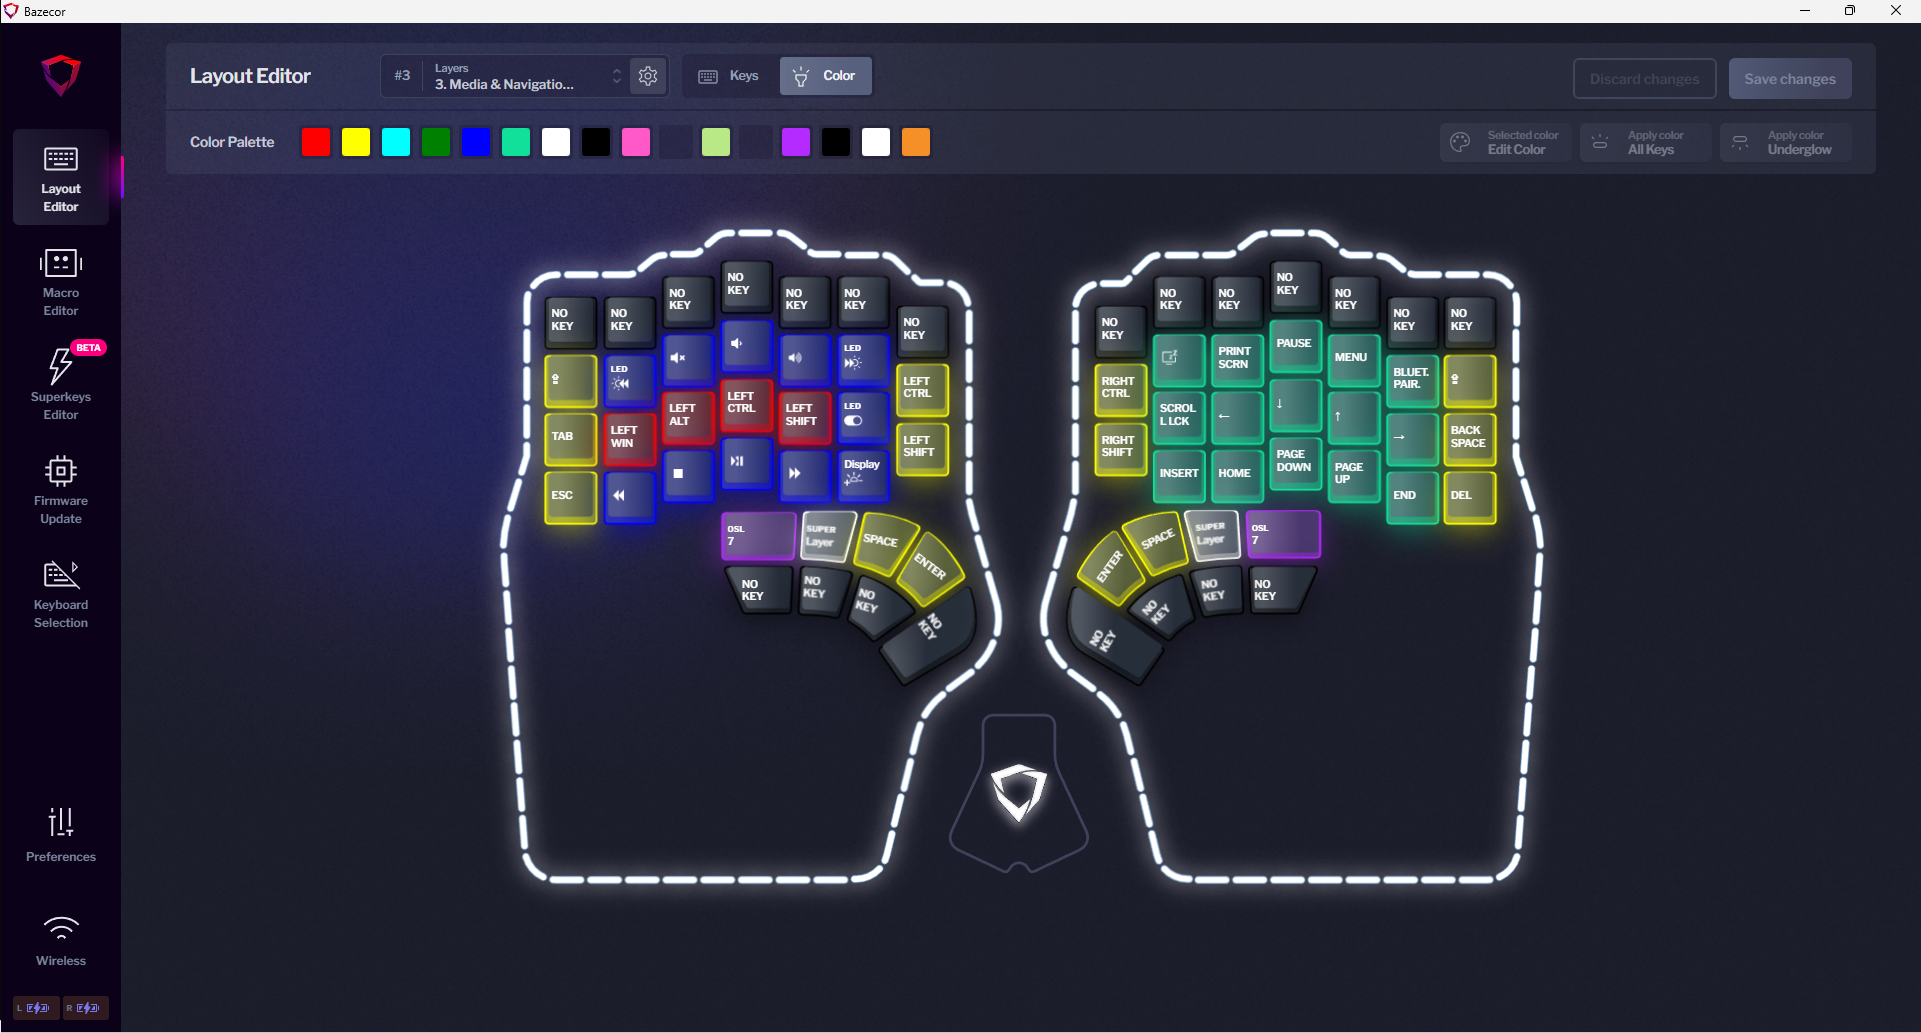 Bazecor
Layout Editor
#3
Layers
3. Media & Navigatio...
Keys
Color
Discard changes
Save changes
Color Palette
Selected color
Edit Color
Apply color
All Keys
Apply color
Underglow
Layout
Editor
Macro
Editor
BETA
Superkeys
Editor
Firmware
Update
Keyboard
Selection
Preferences
Wireless
L
R
NO
KEY
NO
KEY
NO
KEY
NO
KEY
NO
KEY
NO
KEY
NO
KEY
LED
LED
LEFT
CTRL
TAB
LEFT
WIN
LEFT
ALT
LEFT
CTRL
LEFT
SHIFT
LED
LEFT
SHIFT
ESC
Display
OSL
7
SUPER
Layer
SPACE
ENTER
NO
KEY
NO
KEY
NO
KEY
NO
KEY
NO
KEY
NO
KEY
NO
KEY
NO
KEY
NO
KEY
NO
KEY
NO
KEY
RIGHT
CTRL
PRINT
SCRN
PAUSE
MENU
BLUET.
PAIR.
RIGHT
SHIFT
SCROL
L LCK
←
↓
↑
→
BACK
SPACE
INSERT
HOME
PAGE
DOWN
PAGE
UP
END
DEL
ENTER
SPACE
SUPER
Layer
OSL
7
NO
KEY
NO
KEY
NO
KEY
NO
KEY